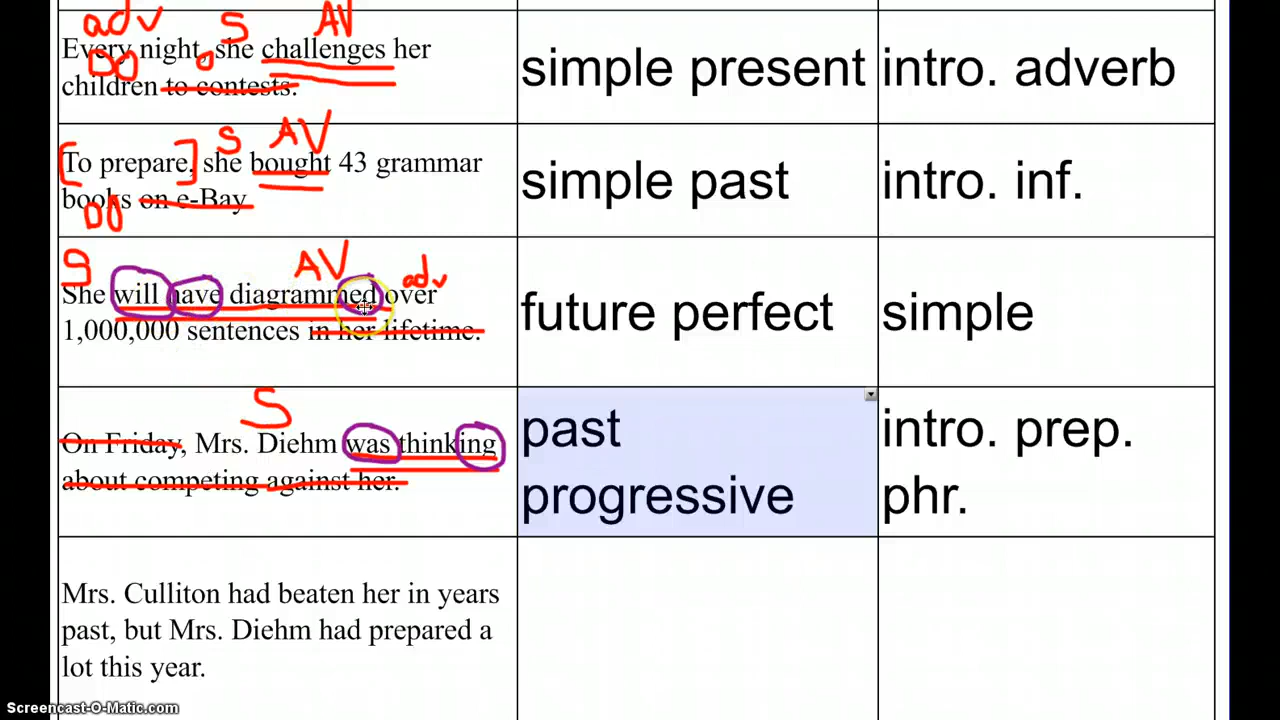 adv S AV
Every night, she challenges her
DO
children to contests.
simple present
intro. adverb
S AV
[To prepare,] she bought 43 grammar
books on e-Bay
DO
simple past
intro. inf.
S AV adv
She will have diagrammed over
1,000,000 sentences in her lifetime.
future perfect
simple
S
On Friday, Mrs. Diehm was thinking
about competing against her.
past
progressive
intro. prep.
phr.
Mrs. Culliton had beaten her in years
past, but Mrs. Diehm had prepared a
lot this year.
Screencast-O-Matic.com